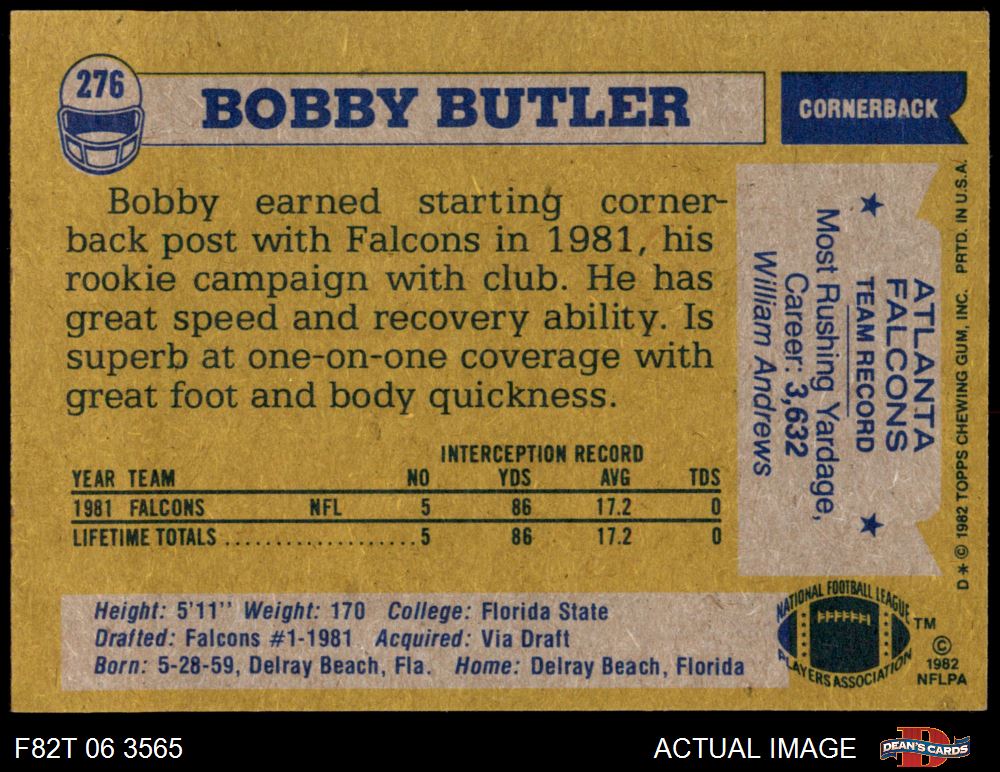 276
BOBBY BUTLER
CORNERBACK
Bobby earned starting corner-
back post with Falcons in 1981, his
rookie campaign with club. He has
great speed and recovery ability. Is
superb at one-on-one coverage with
great foot and body quickness.
INTERCEPTION RECORD
YEAR TEAM NO YDS AVG TDS
1981 FALCONS NFL 5 86 17.2 0
LIFETIME TOTALS .................. 5 86 17.2 0
Height: 5'11" Weight: 170 College: Florida State
Drafted: Falcons #1-1981 Acquired: Via Draft
Born: 5-28-59, Delray Beach, Fla. Home: Delray Beach, Florida
ATLANTA
FALCONS
TEAM RECORD
Most Rushing Yardage,
Career: 3,632
William Andrews
D * © 1982 TOPPS CHEWING GUM, INC. PRTD. IN U.S.A.
NATIONAL FOOTBALL LEAGUE
PLAYERS ASSOCIATION
TM
©
1982
NFLPA
F82T 06 3565
ACTUAL IMAGE
DEAN'S CARDS